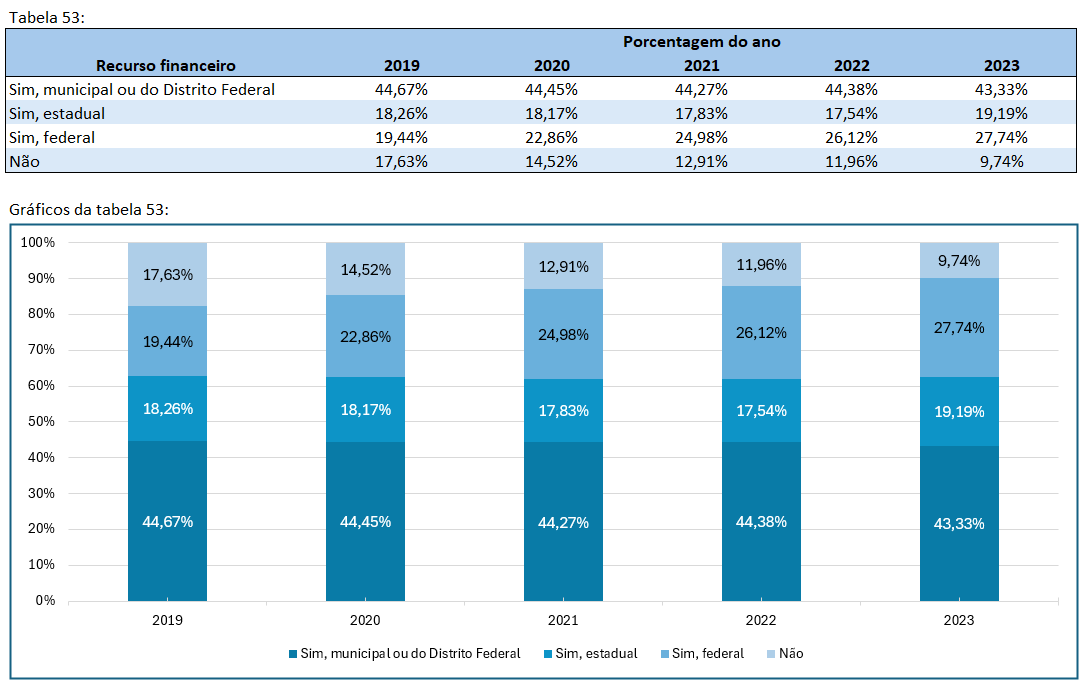 Tabela 53:
Porcentagem do ano
Recurso financeiro 2019 2020 2021 2022 2023
Sim, municipal ou do Distrito Federal 44,67% 44,45% 44,27% 44,38% 43,33%
Sim, estadual 18,26% 18,17% 17,83% 17,54% 19,19%
Sim, federal 19,44% 22,86% 24,98% 26,12% 27,74%
Não 17,63% 14,52% 12,91% 11,96% 9,74%
Gráficos da tabela 53:
100%
90%
80%
70%
60%
50%
40%
30%
20%
10%
0%
17,63% 14,52% 12,91% 11,96% 9,74%
19,44% 22,86% 24,98% 26,12% 27,74%
18,26% 18,17% 17,83% 17,54% 19,19%
44,67% 44,45% 44,27% 44,38% 43,33%
2019 2020 2021 2022 2023
Sim, municipal ou do Distrito Federal Sim, estadual Sim, federal Não